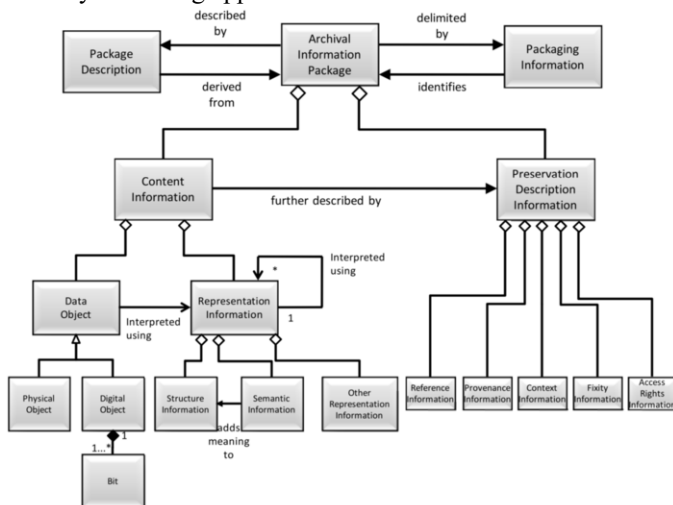 described
by
Archival
Information
Package
delimited
by
Package
Description
Packaging
Information
derived
from
identifies
Content
Information
further described by
Preservation
Description
Information
Data
Object
Interpreted
using
Representation
Information
*
1
Interpreted
using
Physical
Object
Digital
Object
Structure
Information
Semantic
Information
adds
meaning
to
Other
Representation
Information
Reference
Information
Provenance
Information
Context
Information
Fixity
Information
Access
Rights
Information
1
1...*
Bit